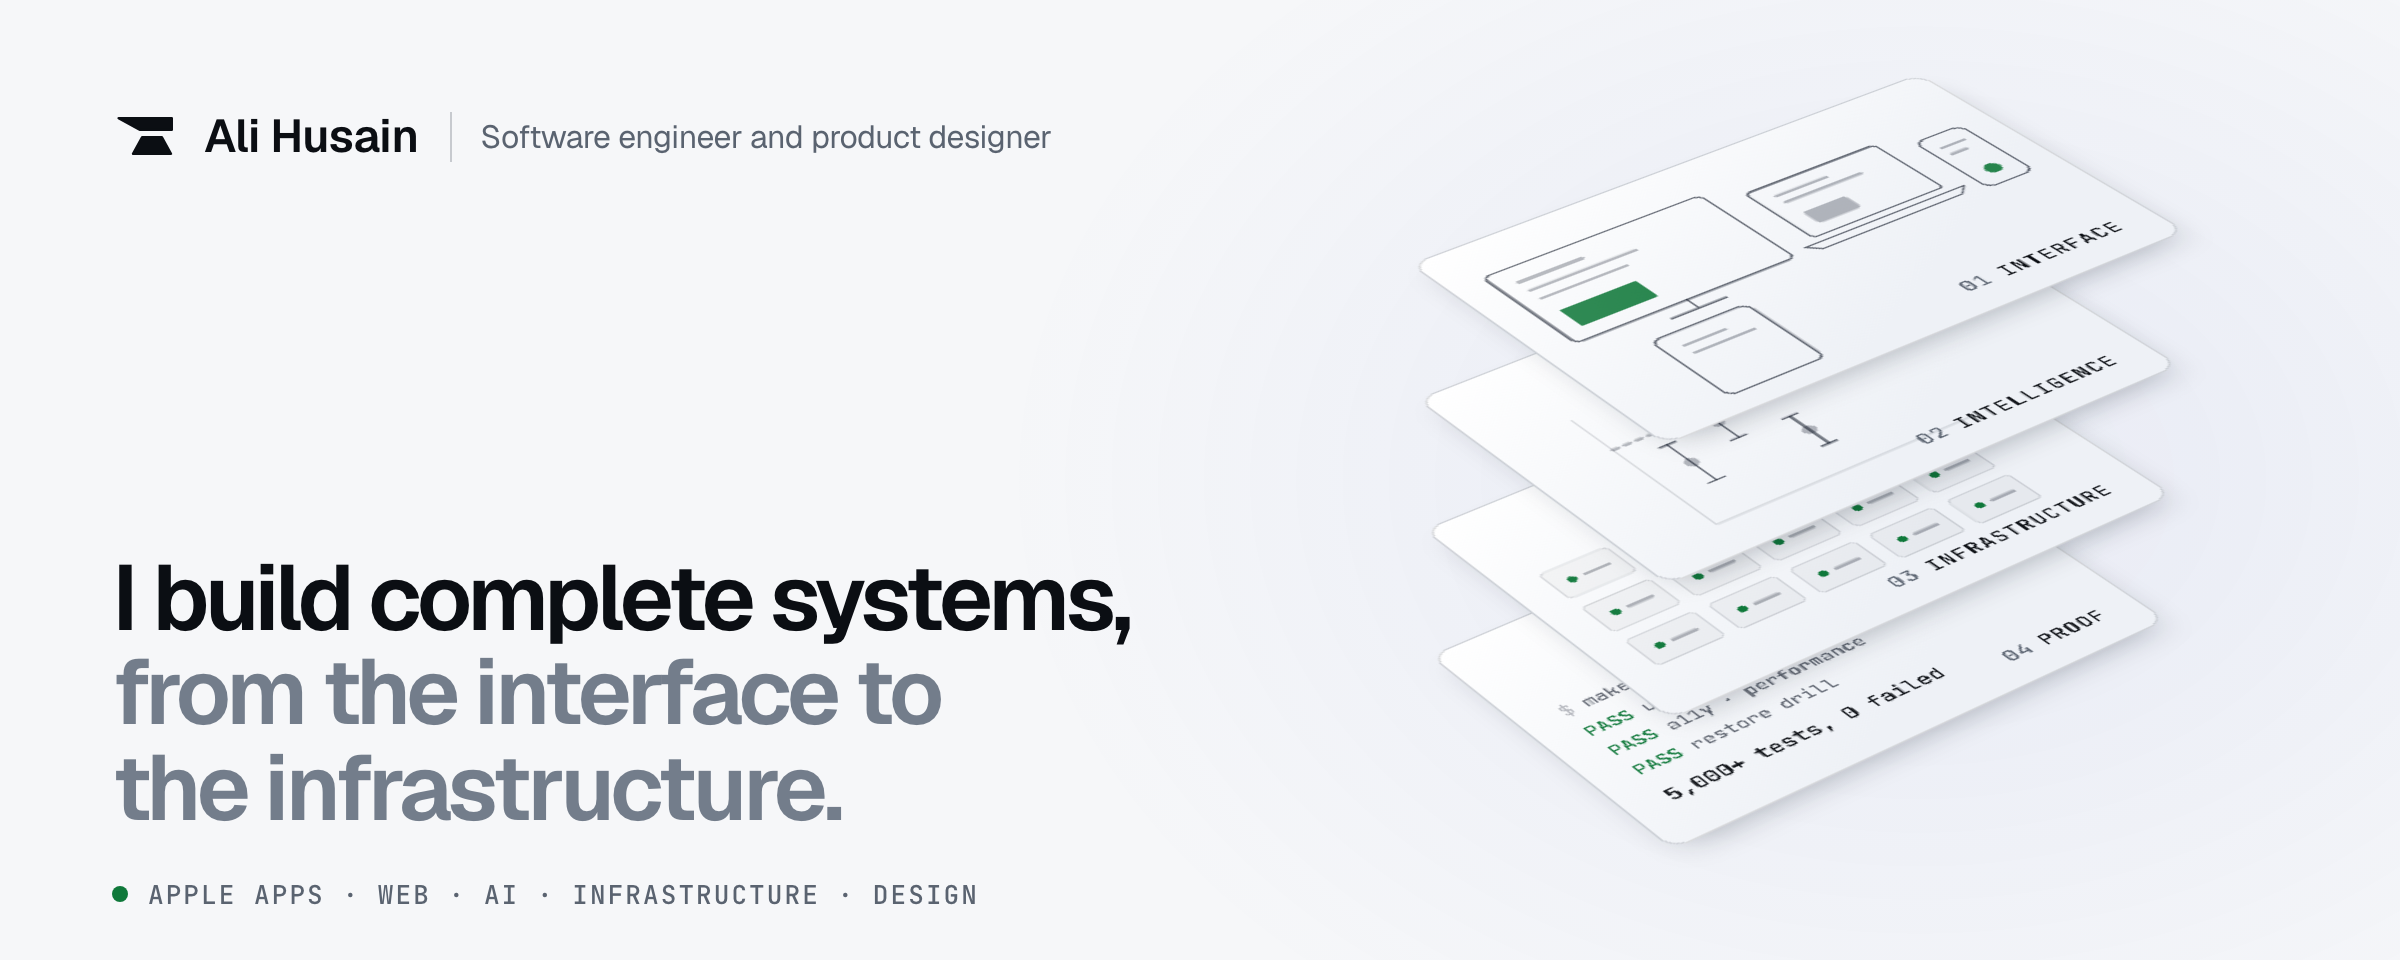 Ali Husain
Software engineer and product designer
I build complete systems,
from the interface to
the infrastructure.
APPLE APPS · WEB · AI · INFRASTRUCTURE · DESIGN
01 INTERFACE
02 INTELLIGENCE
03 INFRASTRUCTURE
04 PROOF
$ make
PASS
PASS a11y · performance
PASS restore drill
5,000+ tests, 0 failed